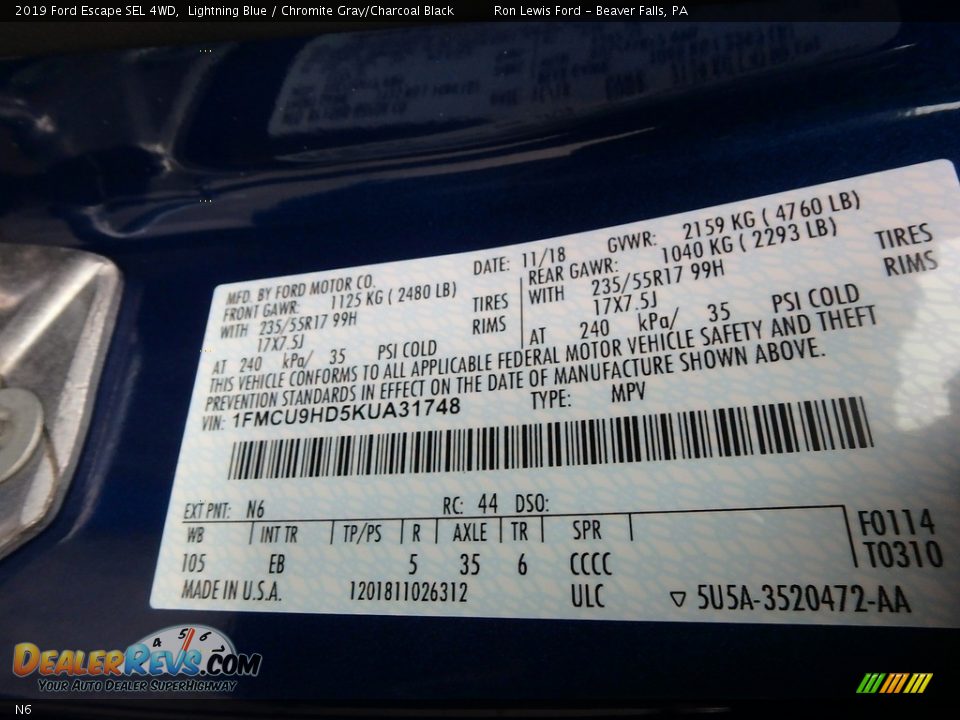 2019 Ford Escape SEL 4WD, Lightning Blue / Chromite Gray/Charcoal Black Ron Lewis Ford - Beaver Falls, PA
MFD. BY FORD MOTOR CO. DATE: 11/18 GVWR: 2159 KG ( 4760 LB)
FRONT GAWR: 1125 KG ( 2480 LB) REAR GAWR: 1040 KG ( 2293 LB)
WITH 235/55R17 99H TIRES WITH 235/55R17 99H TIRES
17X7.5J RIMS 17X7.5J RIMS
AT 240 kPa/ 35 PSI COLD AT 240 kPa/ 35 PSI COLD
THIS VEHICLE CONFORMS TO ALL APPLICABLE FEDERAL MOTOR VEHICLE SAFETY AND THEFT
PREVENTION STANDARDS IN EFFECT ON THE DATE OF MANUFACTURE SHOWN ABOVE.
VIN: 1FMCU9HD5KUA31748 TYPE: MPV
EXT PNT: N6 RC: 44 DSO:
WB INT TR TP/PS R AXLE TR SPR F0114
105 EB 5 35 6 CCCC T0310
MADE IN U.S.A. 1201811026312 ULC 5U5A-3520472-AA
4 5 6
DealerRevs.com
Your Auto Dealer SuperHighway
N6